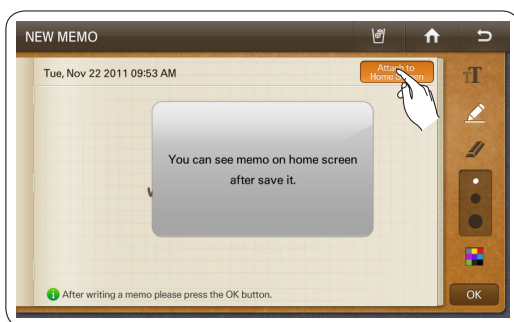 NEW MEMO
Tue, Nov 22 2011 09:53 AM
Attach to
Home Screen
TT
You can see memo on home screen
after save it.
After writing a memo please press the OK button.
OK